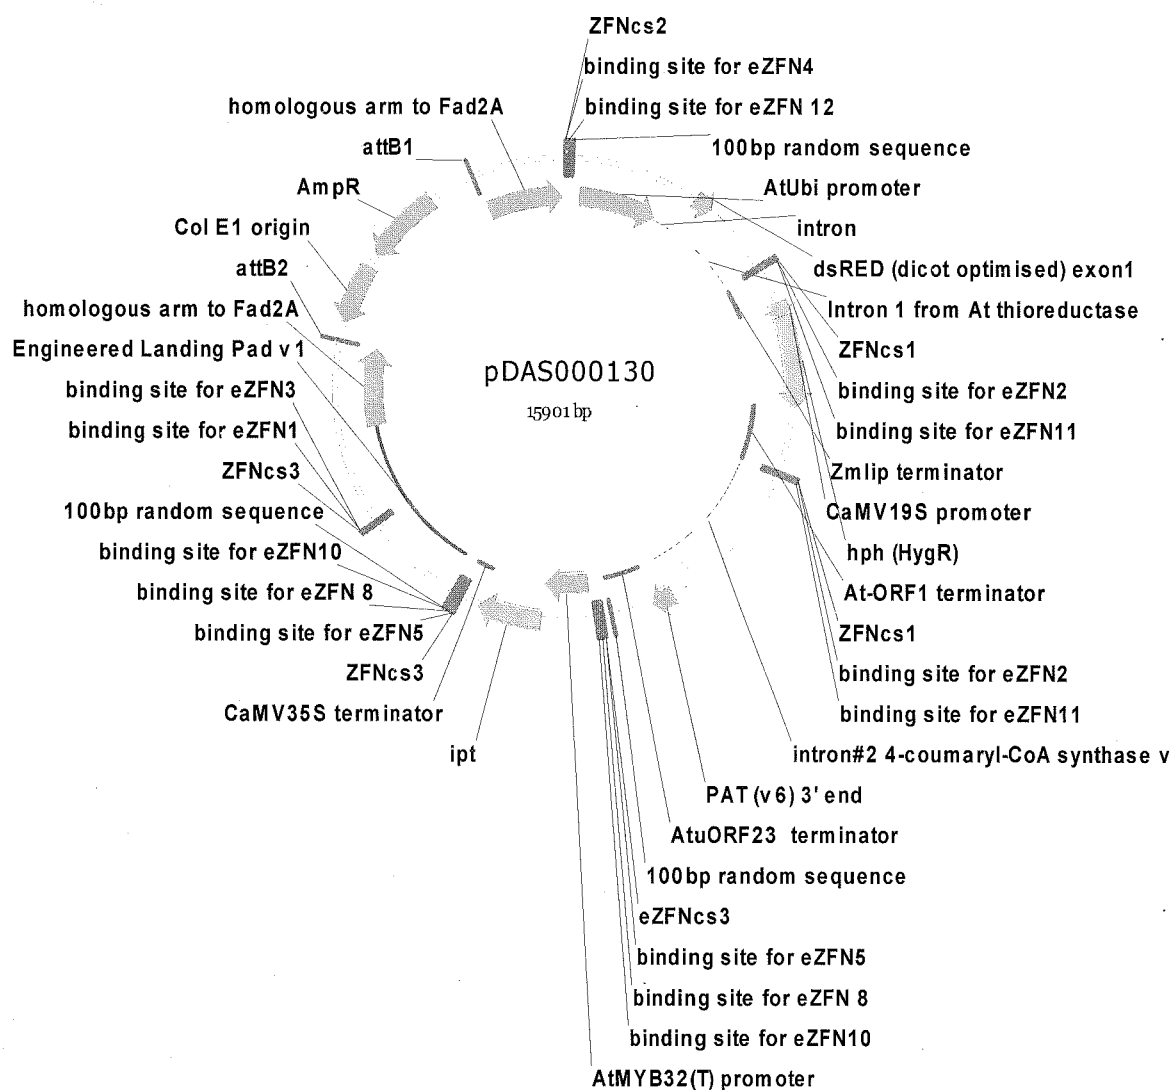 ZFNcs2
binding site for eZFN4
homologous arm to Fad2A
binding site for eZFN 12
attB1
100bp random sequence
AmpR
AtUbi promoter
Col E1 origin
intron
attB2
dsRED (dicot optimised) exon1
homologous arm to Fad2A
Intron 1 from At thioreductase
Engineered Landing Pad v1
ZFNcs1
pDAS000130
15901 bp
binding site for eZFN3
binding site for eZFN2
binding site for eZFN1
binding site for eZFN11
ZFNcs3
Zmlip terminator
100bp random sequence
CaMV19S promoter
binding site for eZFN10
hph (HygR)
binding site for eZFN 8
At-ORF1 terminator
binding site for eZFN5
ZFNcs1
ZFNcs3
binding site for eZFN2
CaMV35S terminator
binding site for eZFN11
ipt
intron#2 4-coumaryl-CoA synthase v
PAT (v6) 3' end
AtuORF23 terminator
100bp random sequence
eZFNcs3
binding site for eZFN5
binding site for eZFN 8
binding site for eZFN10
AtMYB32(T) promoter